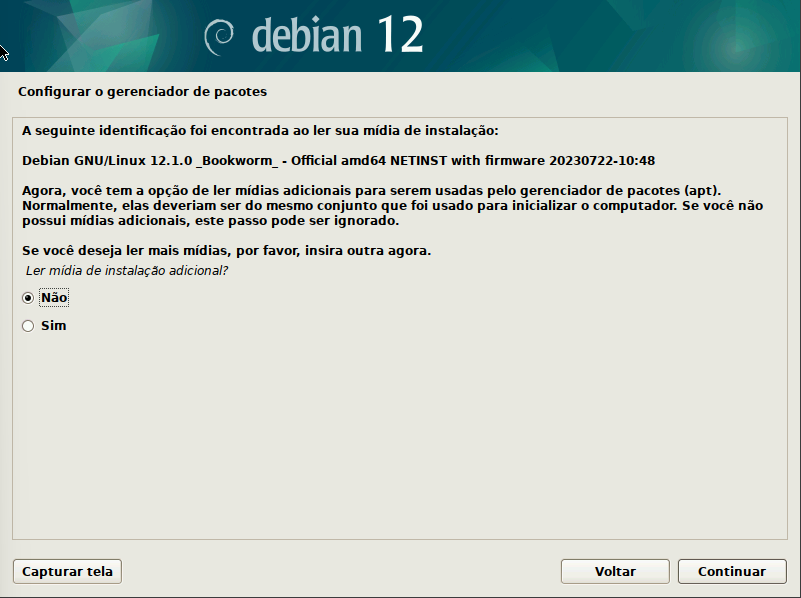 debian 12
Configurar o gerenciador de pacotes
A seguinte identificação foi encontrada ao ler sua mídia de instalação:
Debian GNU/Linux 12.1.0 _Bookworm_ - Official amd64 NETINST with firmware 20230722-10:48
Agora, você tem a opção de ler mídias adicionais para serem usadas pelo gerenciador de pacotes (apt).
Normalmente, elas deveriam ser do mesmo conjunto que foi usado para inicializar o computador. Se você não
possui mídias adicionais, este passo pode ser ignorado.
Se você deseja ler mais mídias, por favor, insira outra agora.
Ler mídia de instalação adicional?
Não
Sim
Capturar tela
Voltar
Continuar